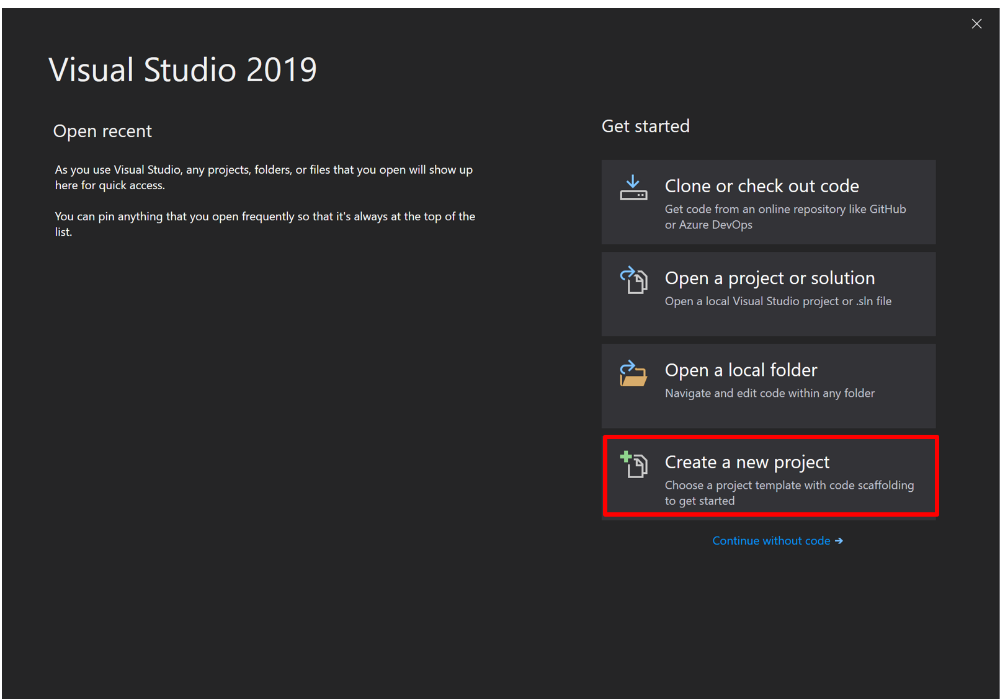 Visual Studio 2019
Open recent
As you use Visual Studio, any projects, folders, or files that you open will show up
here for quick access.
You can pin anything that you open frequently so that it's always at the top of the
list.
Get started
Clone or check out code
Get code from an online repository like GitHub
or Azure DevOps
Open a project or solution
Open a local Visual Studio project or .sln file
Open a local folder
Navigate and edit code within any folder
Create a new project
Choose a project template with code scaffolding
to get started
Continue without code →